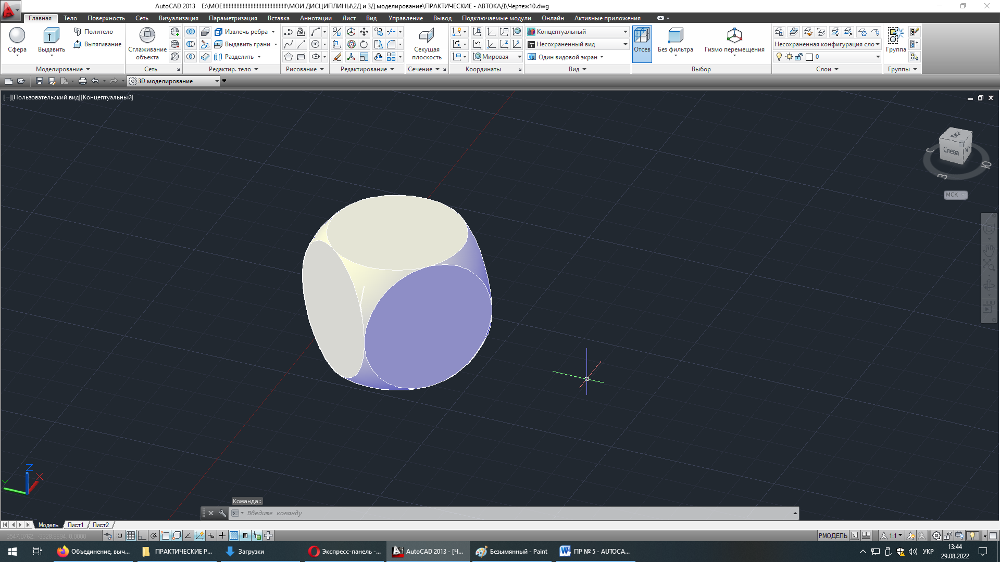 AutoCAD 2013 E:\МОЕ!!!!!!!!!!!!!!!!!!!!!!!!!!!!!!!!!!!!!!!!!\МОИ ДИСЦИПЛИНЫ\2Д и 3Д моделирование\ПРАКТИЧЕСКИЕ - АВТОКАД\Чертеж10.dwg
Главная Тело Поверхность Сеть Визуализация Параметризация Вставка Аннотации Лист Вид Управление Вывод Подключаемые модули Онлайн Активные приложения
Политело Извлечь ребра Концептуальный
Вытягивание Выдавить грани Несохраненный вид Несохраненная конфигурация сло
Сфера Выдавить Сглаживание объекта Секущая плоскость Отсев Без фильтра Гизмо перемещения Группа
Разделить Мировая Один видовой экран 0
Моделирование Сеть Редактир. тело Рисование Редактирование Сечение Координаты Вид Выбор Слои Группы
3D моделирование
[−][Пользовательский вид][Концептуальный]
Слева
С
Ю
З
МСК
Z
X
Y
Команда:
Введите команду
Модель Лист1 Лист2
3547.0762, -3328.8694, 0.0000 РМОДЕЛЬ 1:1
Объединение, выч... ПРАКТИЧЕСКИЕ Р... Загрузки Экспресс-панель -... AutoCAD 2013 - [Ч... Безымянный - Paint ПР № 5 - AUTOCA... УКР 13:44
29.08.2022